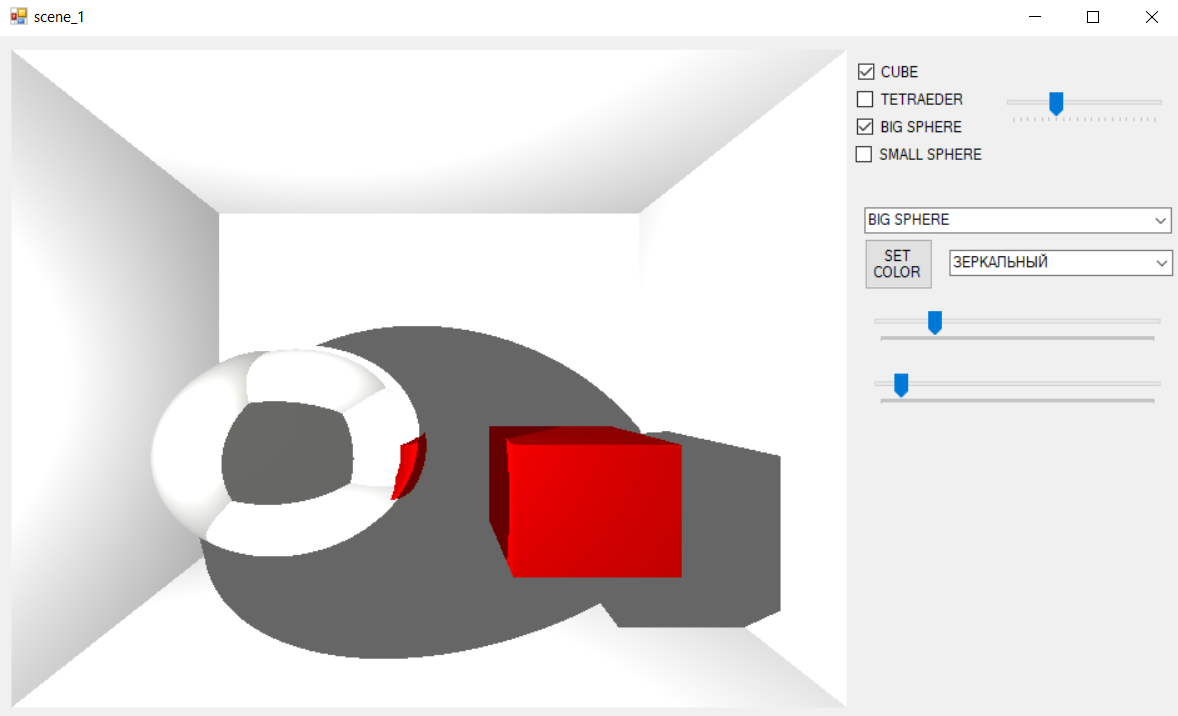 scene_1
CUBE
TETRAEDER
BIG SPHERE
SMALL SPHERE
BIG SPHERE
SET
COLOR
ЗЕРКАЛЬНЫЙ